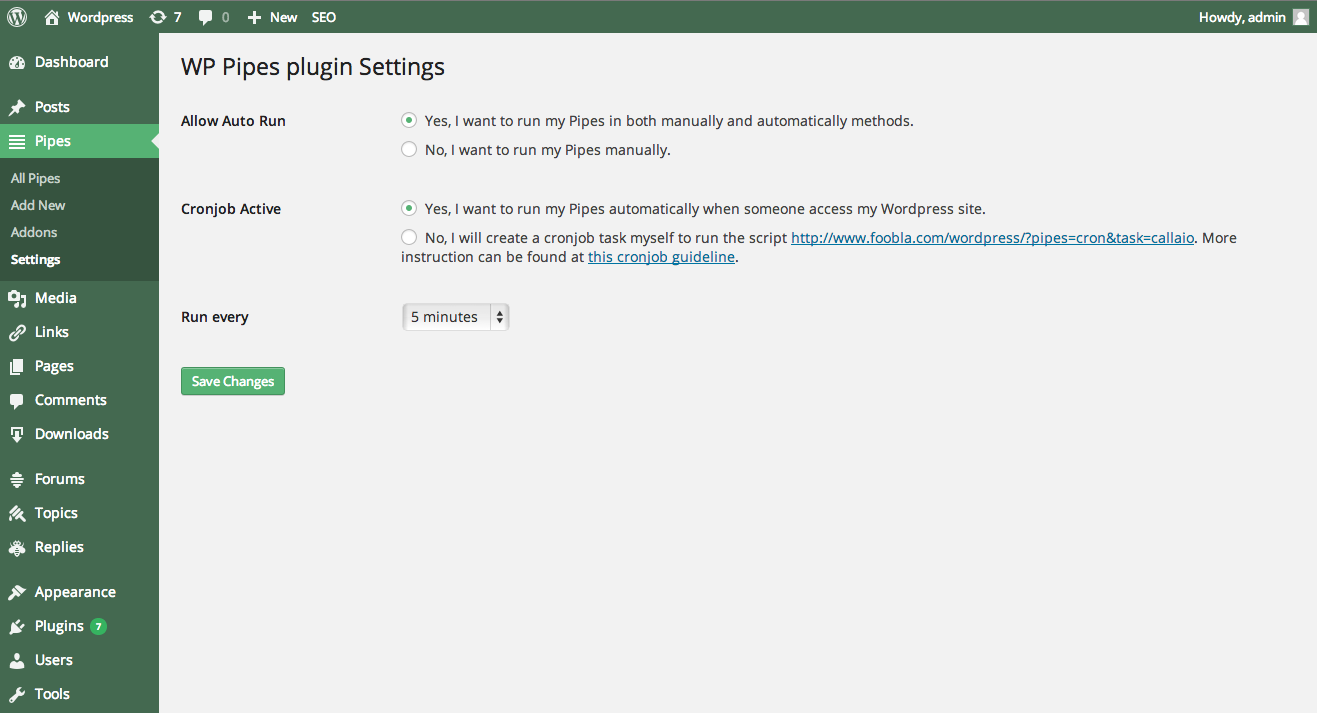 Wordpress 7 0 New SEO Howdy, admin
Dashboard
Posts
Pipes
All Pipes
Add New
Addons
Settings
Media
Links
Pages
Comments
Downloads
Forums
Topics
Replies
Appearance
Plugins 7
Users
Tools
WP Pipes plugin Settings
Allow Auto Run
Yes, I want to run my Pipes in both manually and automatically methods.
No, I want to run my Pipes manually.
Cronjob Active
Yes, I want to run my Pipes automatically when someone access my Wordpress site.
No, I will create a cronjob task myself to run the script http://www.foobla.com/wordpress/?pipes=cron&task=callaio. More
instruction can be found at this cronjob guideline.
Run every
5 minutes
Save Changes